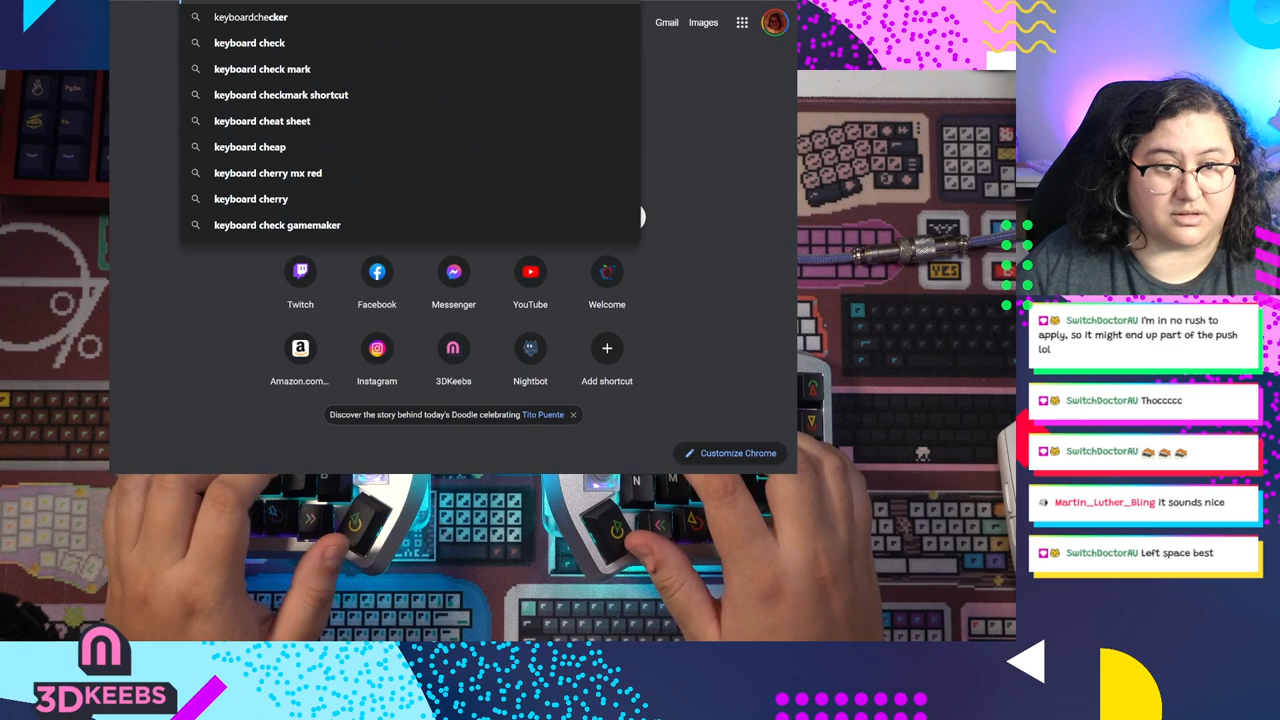 keyboardchecker
keyboard check
keyboard check mark
keyboard checkmark shortcut
keyboard cheat sheet
keyboard cheap
keyboard cherry mx red
keyboard cherry
keyboard check gamemaker
Gmail
Images
Twitch
Facebook
Messenger
YouTube
Welcome
Amazon.com...
Instagram
3DKeebs
Nightbot
Add shortcut
Discover the story behind today's Doodle celebrating Tito Puente
Customize Chrome
YES
Fn
N
M
SwitchDoctorAU I'm in no rush to
apply, so it might end up part of the push
lol
SwitchDoctorAU Thoccccc
SwitchDoctorAU
Martin_Luther_Bling it sounds nice
SwitchDoctorAU Left space best
3DKEEBS